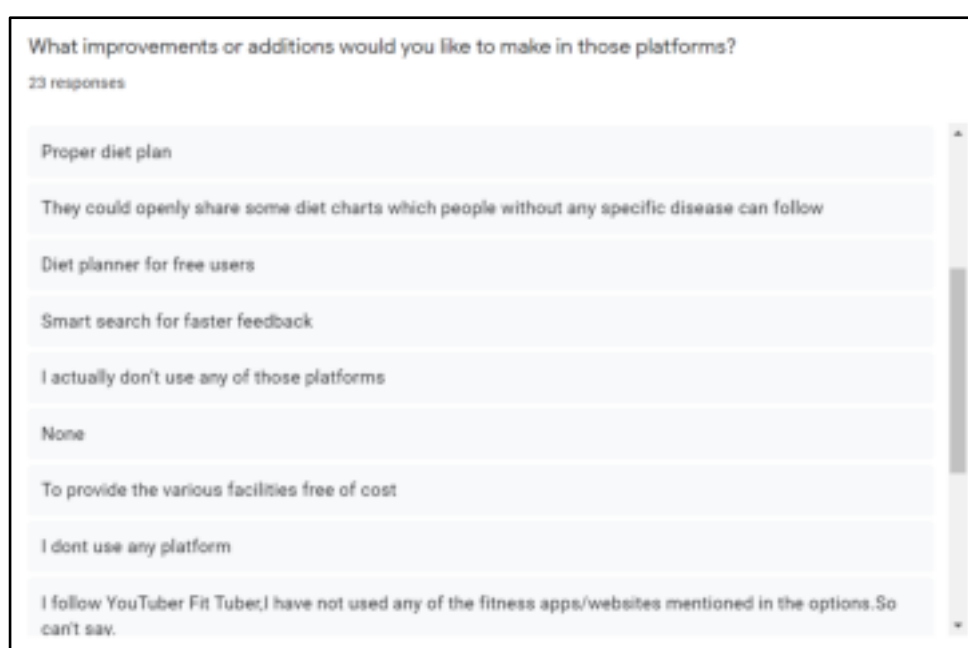 What improvements or additions would you like to make in those platforms?
23 responses
Proper diet plan
They could openly share some diet charts which people without any specific disease can follow
Diet planner for free users
Smart search for faster feedback
I actually don't use any of those platforms
None
To provide the various facilities free of cost
I dont use any platform
I follow YouTuber Fit Tuber,I have not used any of the fitness apps/websites mentioned in the options.So
can't say.